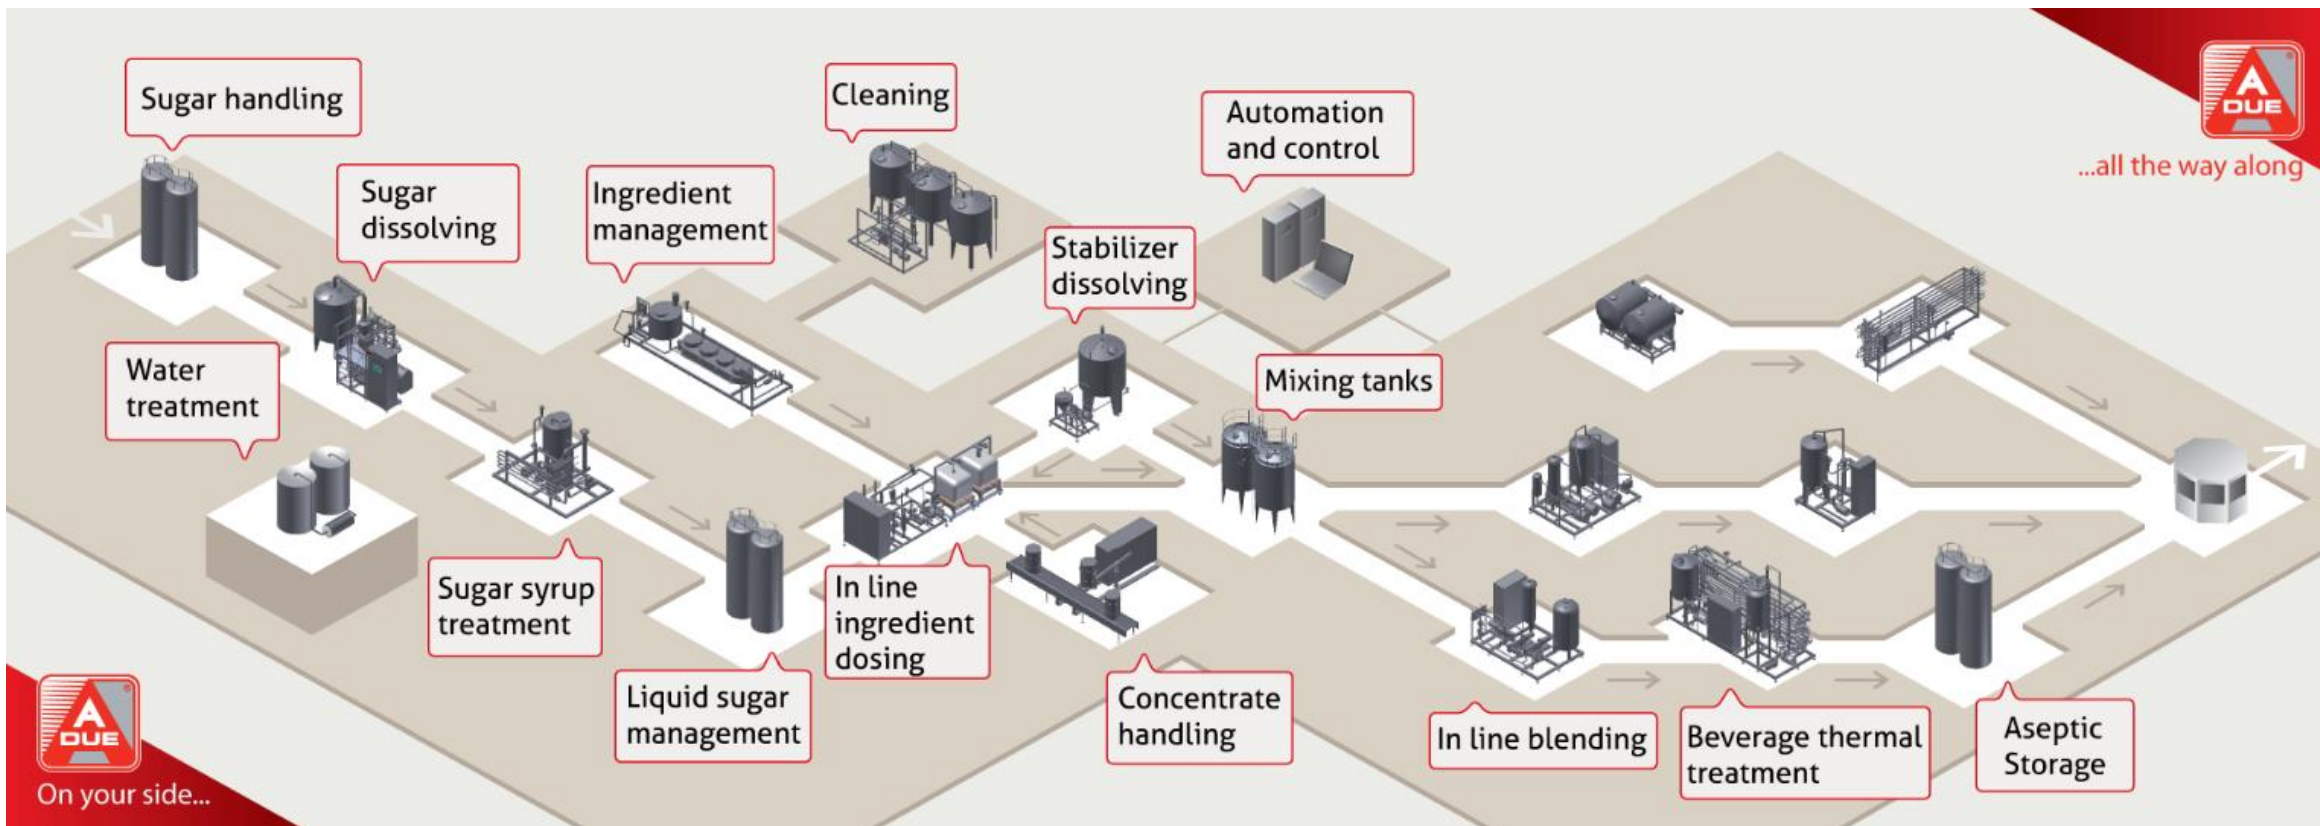 Sugar handling
Sugar
dissolving
Water
treatment
Ingredient
management
Cleaning
Automation
and control
Stabilizer
dissolving
Mixing tanks
Sugar syrup
treatment
Liquid sugar
management
In line
ingredient
dosing
Concentrate
handling
In line blending
Beverage thermal
treatment
Aseptic
Storage
A
DUE
...all the way along
A
DUE
On your side...